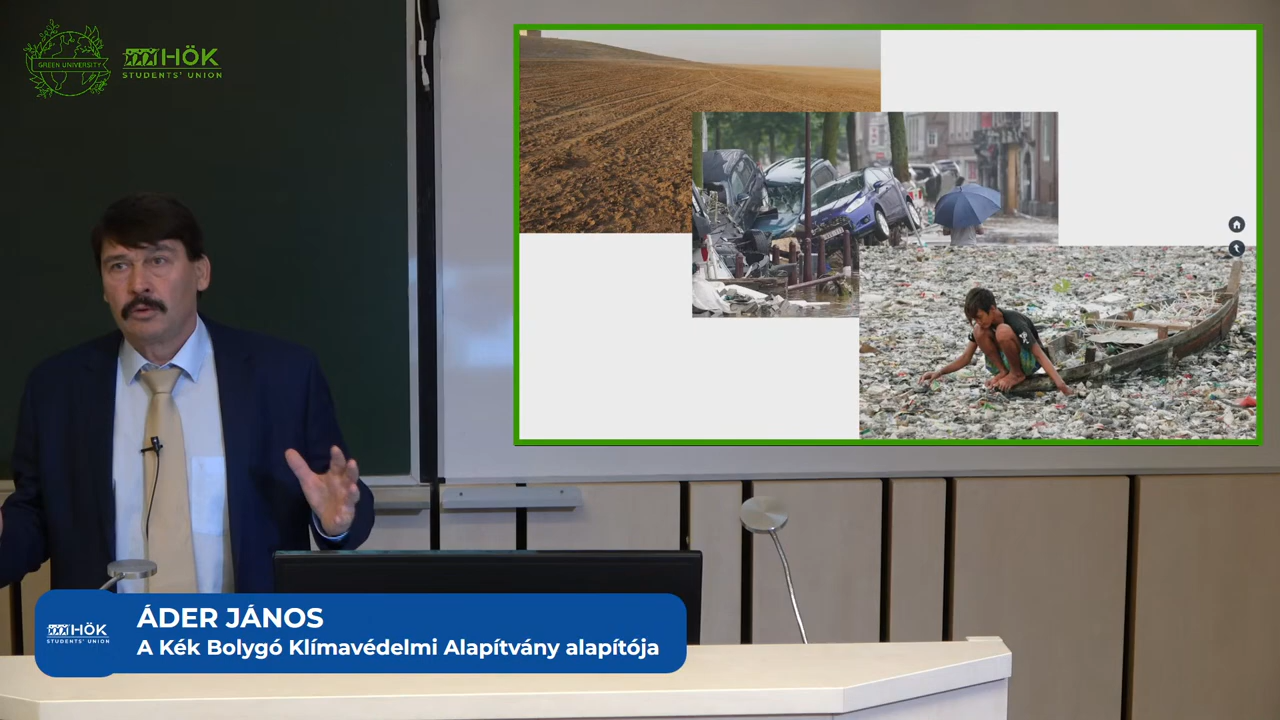 GREEN UNIVERSITY
HÖK
STUDENTS' UNION
HÖK
STUDENTS' UNION
ÁDER JÁNOS
A Kék Bolygó Klímavédelmi Alapítvány alapítója